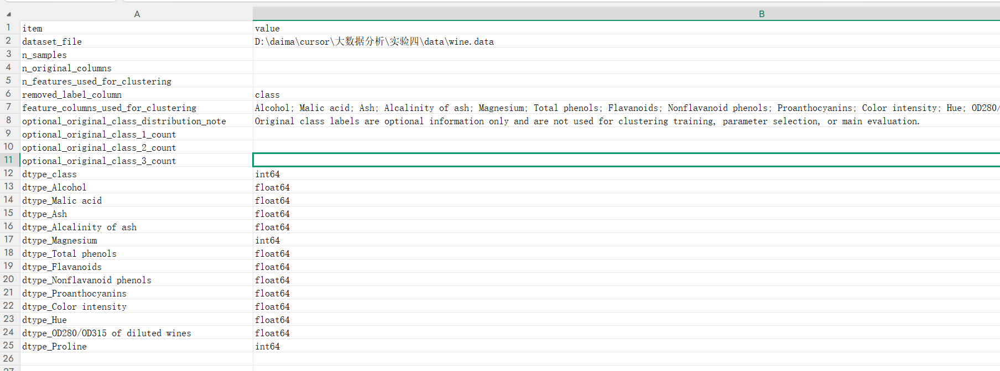 A B
1 item value
2 dataset_file D:\daima\cursor\大数据分析\实验四\data\wine.data
3 n_samples
4 n_original_columns
5 n_features_used_for_clustering
6 removed_label_column class
7 feature_columns_used_for_clustering Alcohol; Malic acid; Ash; Alcalinity of ash; Magnesium; Total phenols; Flavanoids; Nonflavanoid phenols; Proanthocyanins; Color intensity; Hue; OD280/
8 optional_original_class_distribution_note Original class labels are optional information only and are not used for clustering training, parameter selection, or main evaluation.
9 optional_original_class_1_count
10 optional_original_class_2_count
11 optional_original_class_3_count
12 dtype_class int64
13 dtype_Alcohol float64
14 dtype_Malic acid float64
15 dtype_Ash float64
16 dtype_Alcalinity of ash float64
17 dtype_Magnesium int64
18 dtype_Total phenols float64
19 dtype_Flavanoids float64
20 dtype_Nonflavanoid phenols float64
21 dtype_Proanthocyanins float64
22 dtype_Color intensity float64
23 dtype_Hue float64
24 dtype_OD280/OD315 of diluted wines float64
25 dtype_Proline int64
26
27